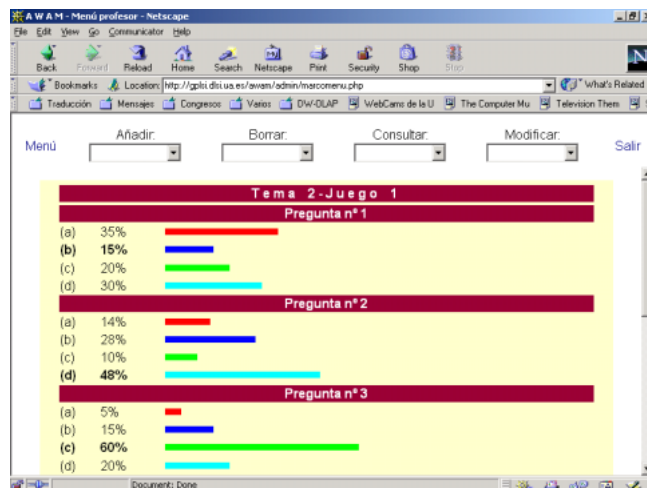 A W A M - Menú profesor - Netscape
File Edit View Go Communicator Help
Back Forward Reload Home Search Netscape Print Security Shop Stop
N
Bookmarks Location: http://gplsi.dlsi.ua.es/awam/admin/marcomenu.php What's Related
Traducción Mensajes Congresos Varios DW-OLAP WebCams de la U The Computer Mu Television Them
Menú Añadir: Borrar: Consultar: Modificar: Salir
Tema 2-Juego 1
Pregunta nº 1
(a) 35%
(b) 15%
(c) 20%
(d) 30%
Pregunta nº 2
(a) 14%
(b) 28%
(c) 10%
(d) 48%
Pregunta nº 3
(a) 5%
(b) 15%
(c) 60%
(d) 20%
Document: Done